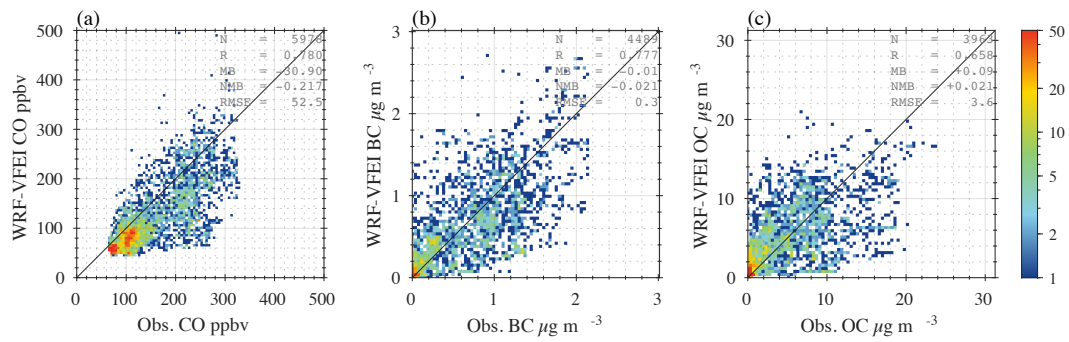 (a)
WRF-VFEI CO ppbv
500
400
300
200
100
0
N = 5978
R = 0.780
MB = −30.90
NMB = −0.217
RMSE = 52.5
0 100 200 300 400 500
Obs. CO ppbv
(b)
WRF-VFEI BC µg m −3
3
2
1
0
N = 4489
R = 0.777
MB = −0.01
NMB = −0.021
RMSE = 0.3
0 1 2 3
Obs. BC µg m −3
(c)
WRF-VFEI OC µg m −3
30
20
10
0
N = 3963
R = 0.658
MB = +0.09
NMB = +0.021
RMSE = 3.6
0 10 20 30
Obs. OC µg m −3
50
20
10
5
2
1